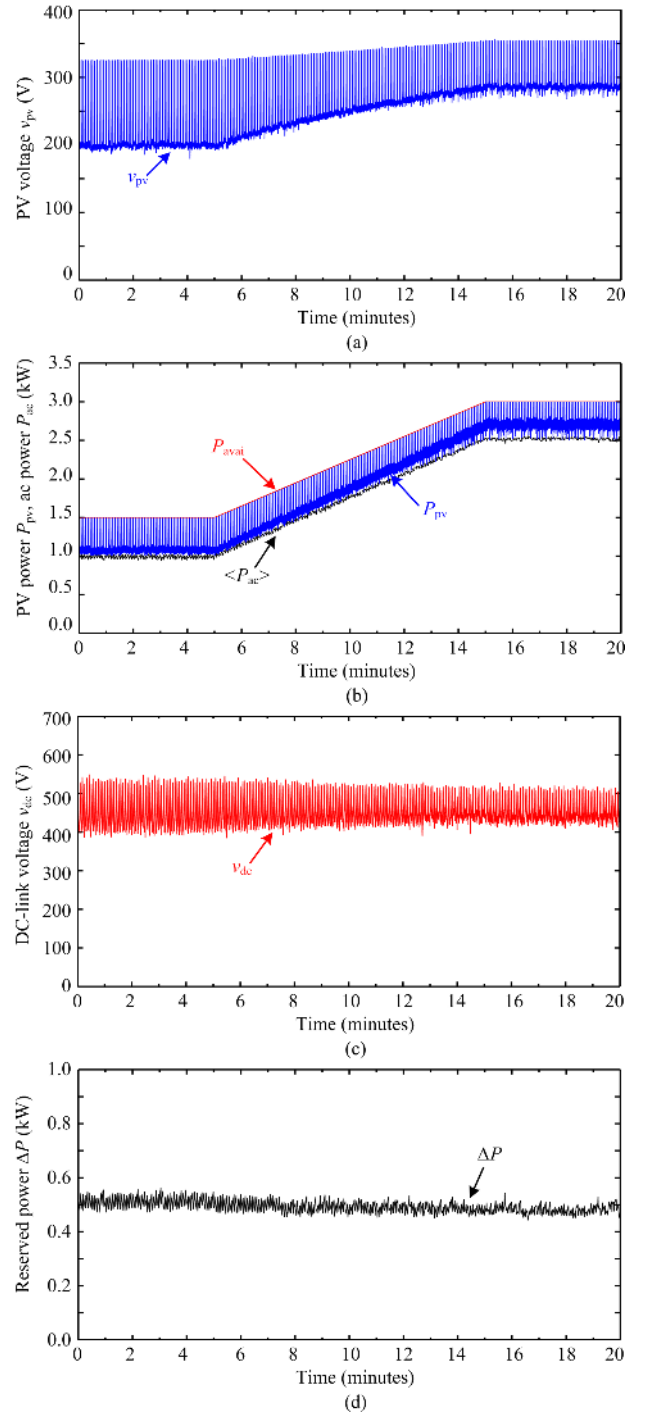 PV voltage vpv (V)
400
300
200
100
0
vpv
0 2 4 6 8 10 12 14 16 18 20
Time (minutes)
(a)
PV power Ppv, ac power Pac (kW)
3.5
3.0
2.5
2.0
1.5
1.0
0.5
0.0
Pavai
Ppv
<Pac>
0 2 4 6 8 10 12 14 16 18 20
Time (minutes)
(b)
DC-link voltage vdc (V)
700
600
500
400
300
200
100
0
vdc
0 2 4 6 8 10 12 14 16 18 20
Time (minutes)
(c)
Reserved power ΔP (kW)
1.0
0.8
0.6
0.4
0.2
0.0
ΔP
0 2 4 6 8 10 12 14 16 18 20
Time (minutes)
(d)